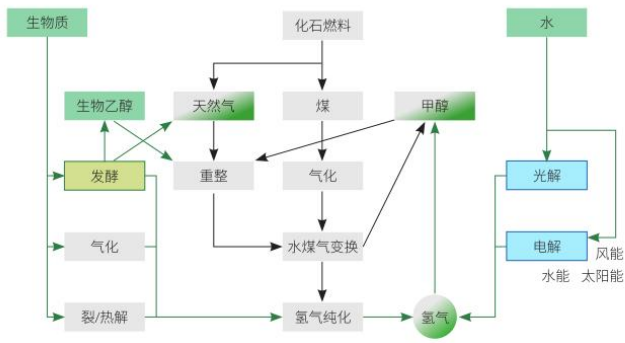 生物质
化石燃料
水
生物乙醇
天然气
煤
甲醇
发酵
重整
气化
光解
气化
水煤气变换
电解
风能
水能 太阳能
裂/热解
氢气纯化
氢气